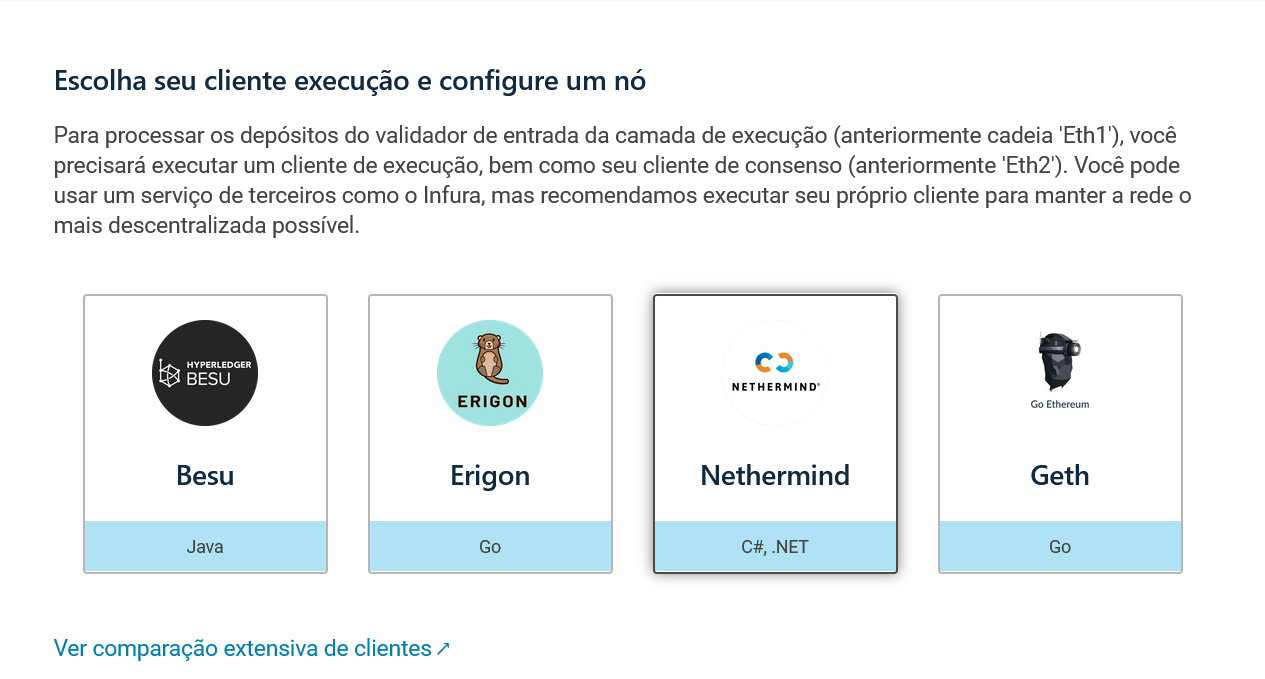 Escolha seu cliente execução e configure um nó
Para processar os depósitos do validador de entrada da camada de execução (anteriormente cadeia 'Eth1'), você
precisará executar um cliente de execução, bem como seu cliente de consenso (anteriormente 'Eth2'). Você pode
usar um serviço de terceiros como o Infura, mas recomendamos executar seu próprio cliente para manter a rede o
mais descentralizada possível.
HYPERLEDGER
BESU
Besu
Java
ERIGON
Erigon
Go
NETHERMIND®
Nethermind
C#, .NET
Go Ethereum
Geth
Go
Ver comparação extensiva de clientes↗